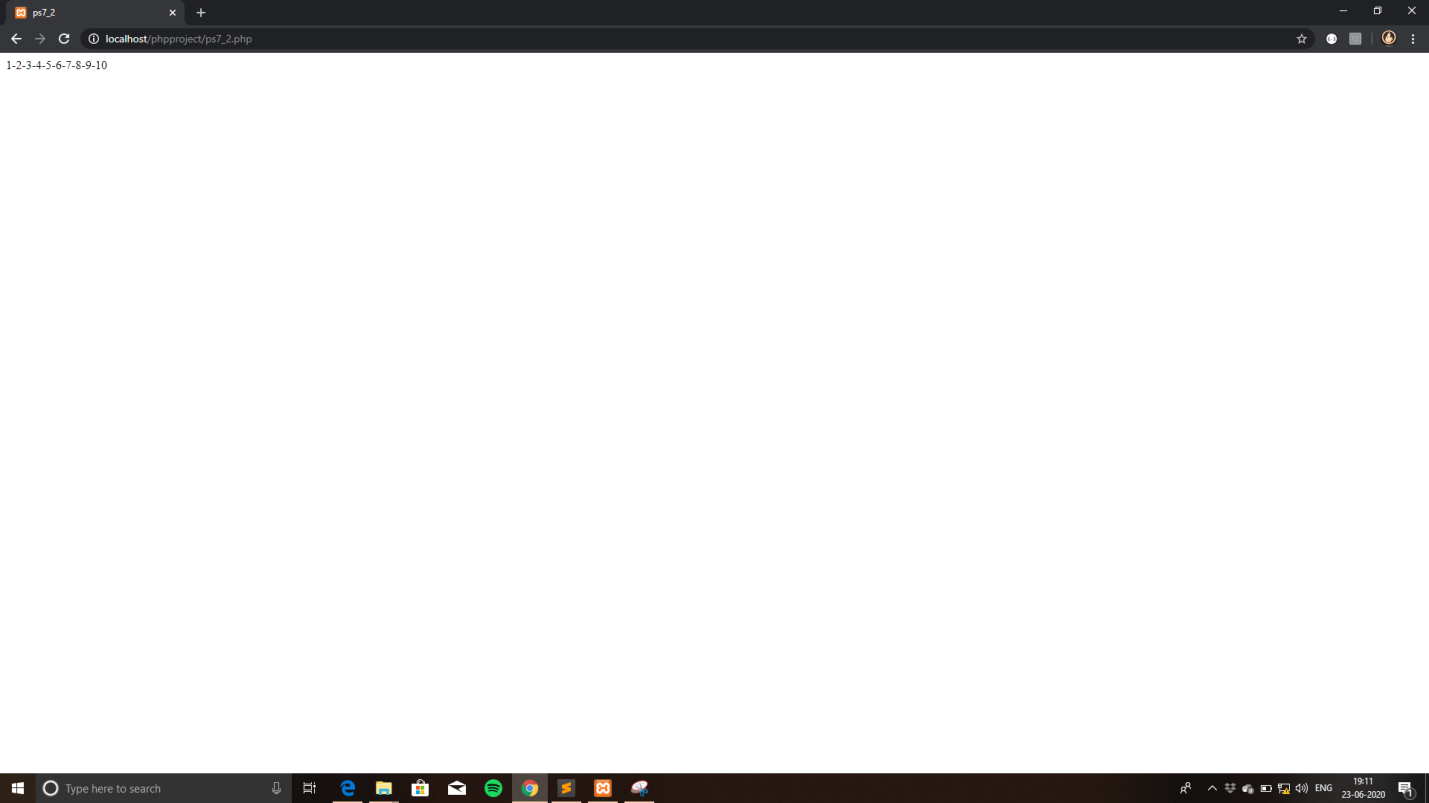 ps7_2
localhost/phpproject/ps7_2.php
1-2-3-4-5-6-7-8-9-10
Type here to search
ENG
19:11
23-06-2020
1